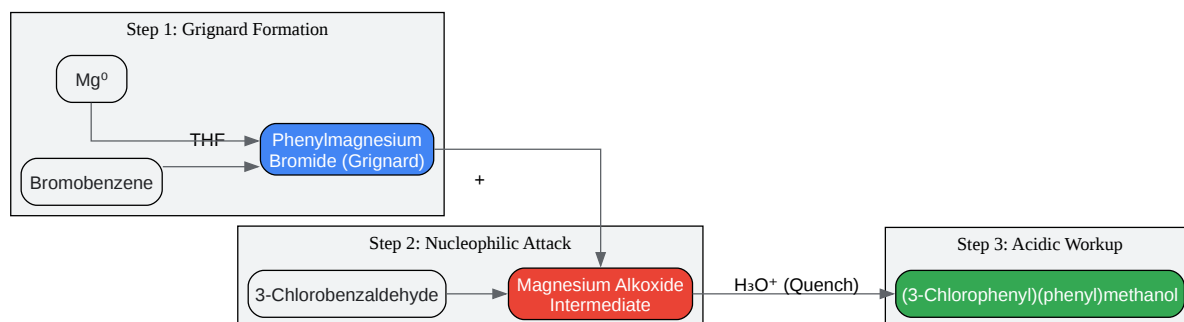 Step 1: Grignard Formation
Mg⁰
THF
Phenylmagnesium
Bromide (Grignard)
Bromobenzene
+
Step 2: Nucleophilic Attack
3-Chlorobenzaldehyde
Magnesium Alkoxide
Intermediate
H₃O⁺ (Quench)
Step 3: Acidic Workup
(3-Chlorophenyl)(phenyl)methanol